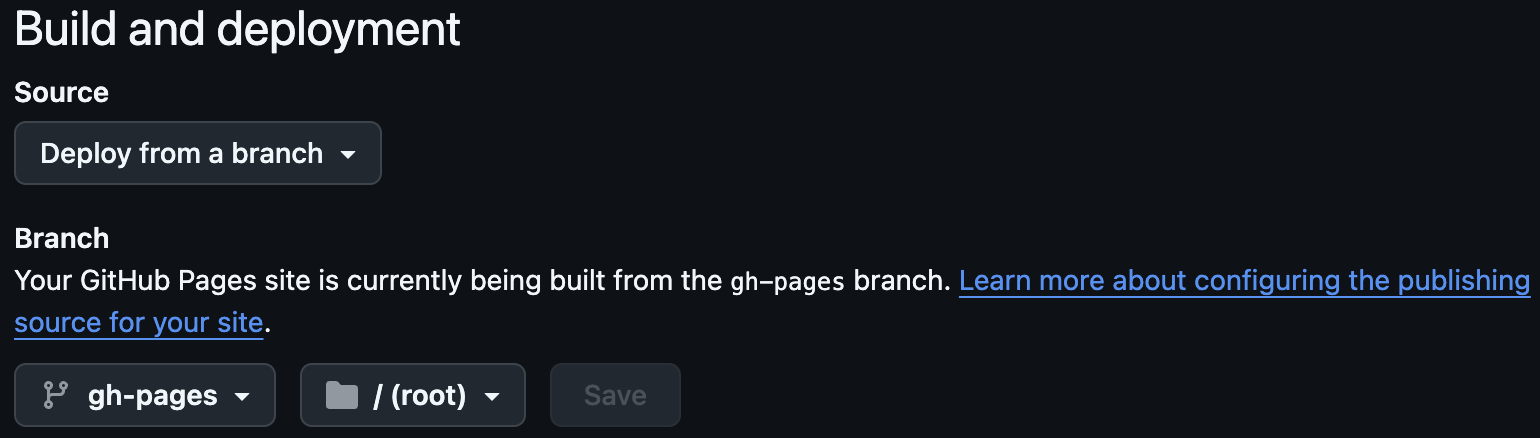 Build and deployment
Source
Deploy from a branch
Branch
Your GitHub Pages site is currently being built from the gh-pages branch. Learn more about configuring the publishing
source for your site.
gh-pages / (root) Save